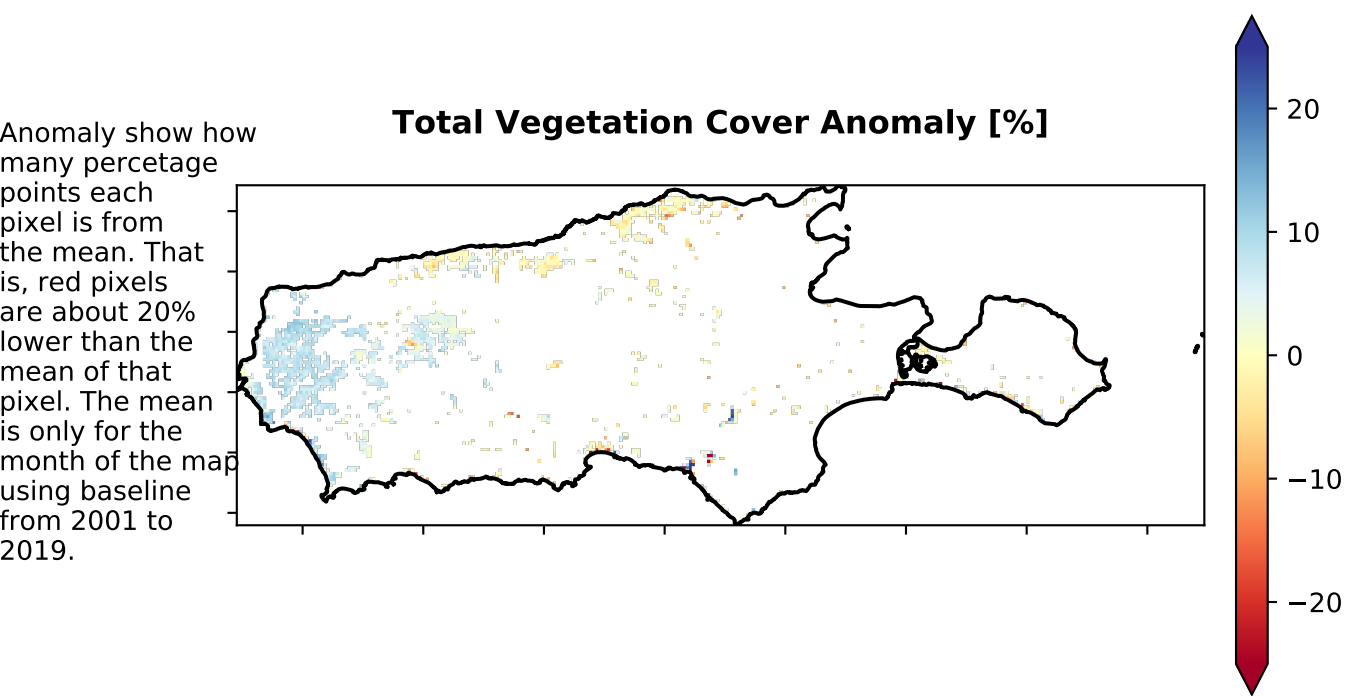 Total Vegetation Cover Anomaly [%]
Anomaly show how
many percetage
points each
pixel is from
the mean. That
is, red pixels
are about 20%
lower than the
mean of that
pixel. The mean
is only for the
month of the map
using baseline
from 2001 to
2019.
20
10
0
−10
−20